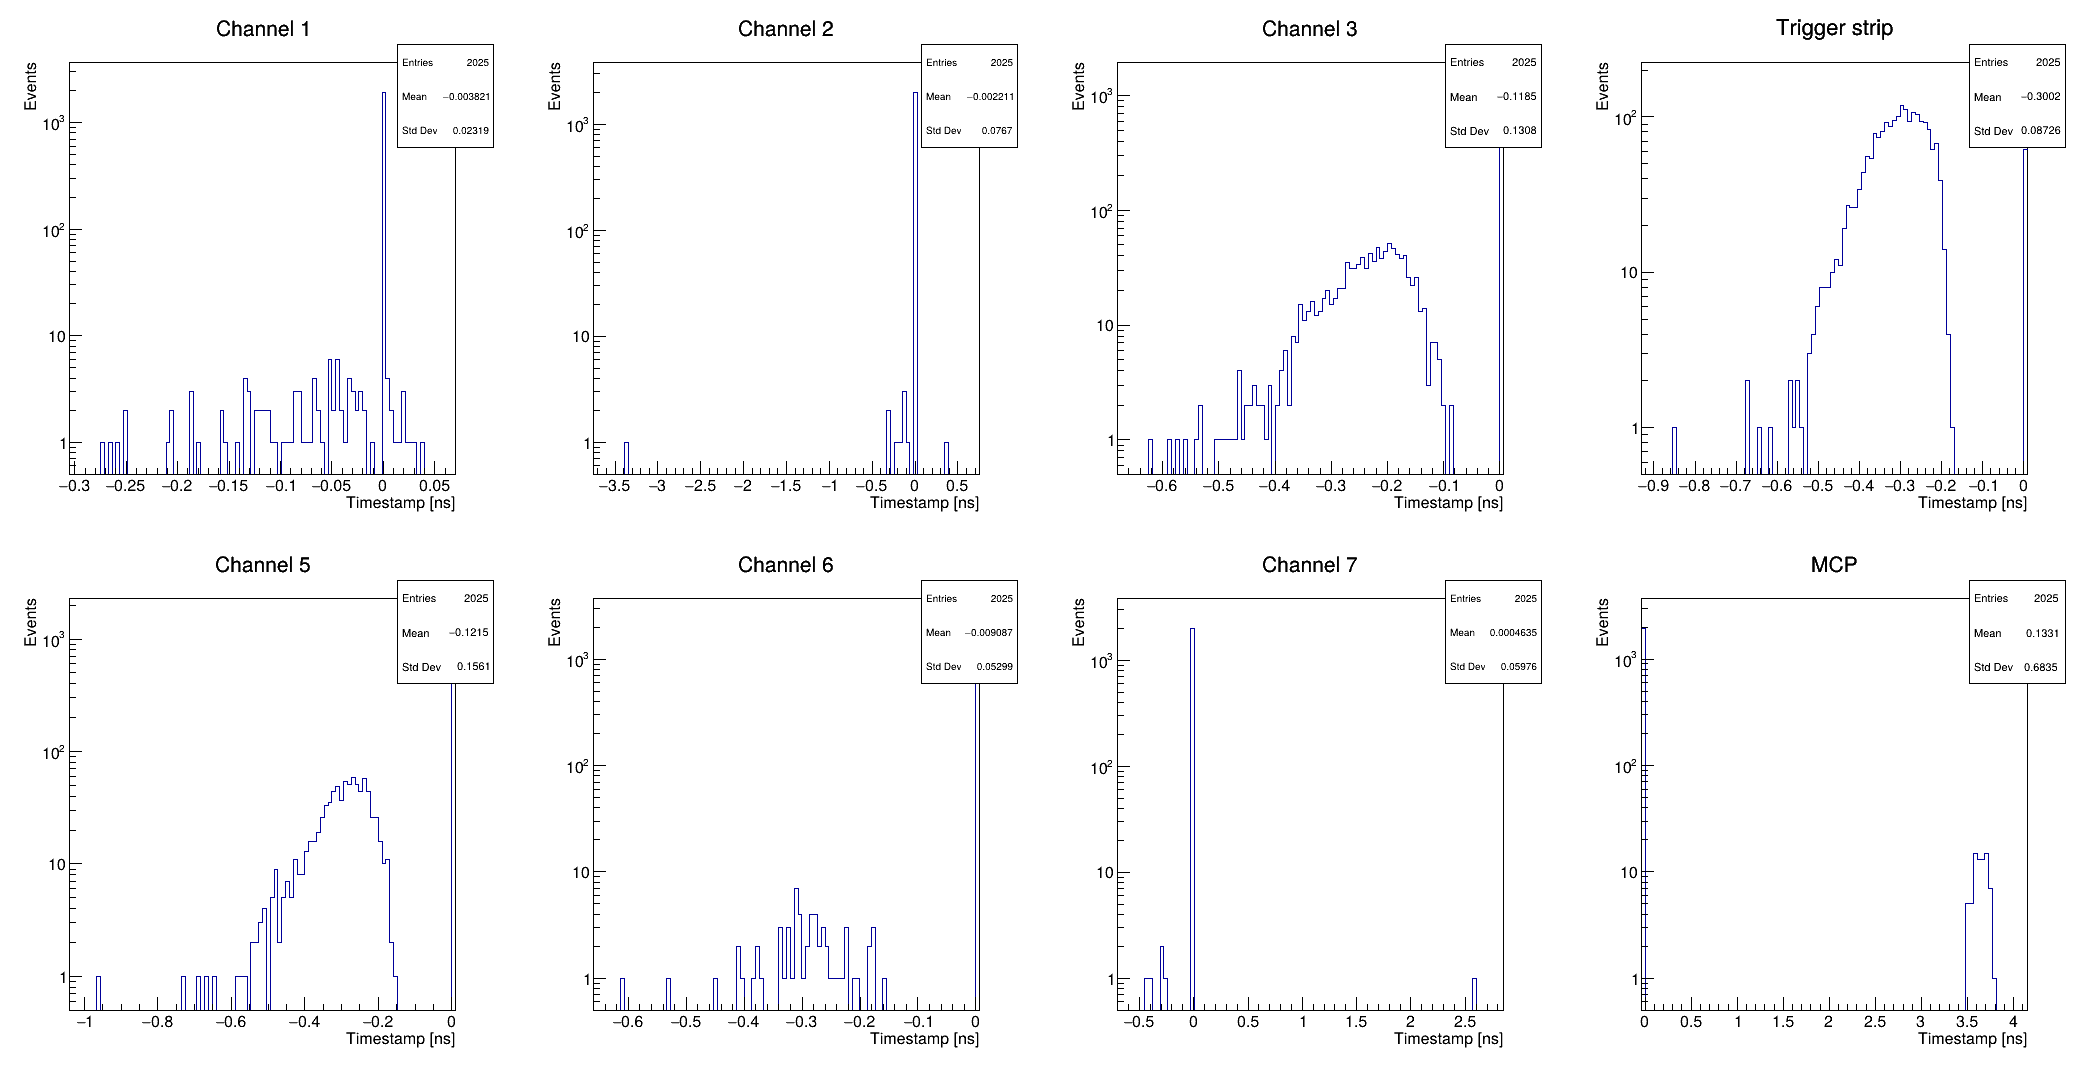 Channel 1
Events
Entries 2025
Mean −0.003821
Std Dev 0.02319
10³
10²
10
1
−0.3 −0.25 −0.2 −0.15 −0.1 −0.05 0 0.05
Timestamp [ns]
Channel 2
Events
Entries 2025
Mean −0.002211
Std Dev 0.0767
10³
10²
10
1
−3.5 −3 −2.5 −2 −1.5 −1 −0.5 0 0.5
Timestamp [ns]
Channel 3
Events
Entries 2025
Mean −0.1185
Std Dev 0.1308
10³
10²
10
1
−0.6 −0.5 −0.4 −0.3 −0.2 −0.1 0
Timestamp [ns]
Trigger strip
Events
Entries 2025
Mean −0.3002
Std Dev 0.08726
10²
10
1
−0.9 −0.8 −0.7 −0.6 −0.5 −0.4 −0.3 −0.2 −0.1 0
Timestamp [ns]
Channel 5
Events
Entries 2025
Mean −0.1215
Std Dev 0.1561
10³
10²
10
1
−1 −0.8 −0.6 −0.4 −0.2 0
Timestamp [ns]
Channel 6
Events
Entries 2025
Mean −0.009087
Std Dev 0.05299
10³
10²
10
1
−0.6 −0.5 −0.4 −0.3 −0.2 −0.1 0
Timestamp [ns]
Channel 7
Events
Entries 2025
Mean 0.0004635
Std Dev 0.05976
10³
10²
10
1
−0.5 0 0.5 1 1.5 2 2.5
Timestamp [ns]
MCP
Events
Entries 2025
Mean 0.1331
Std Dev 0.6835
10³
10²
10
1
0 0.5 1 1.5 2 2.5 3 3.5 4
Timestamp [ns]